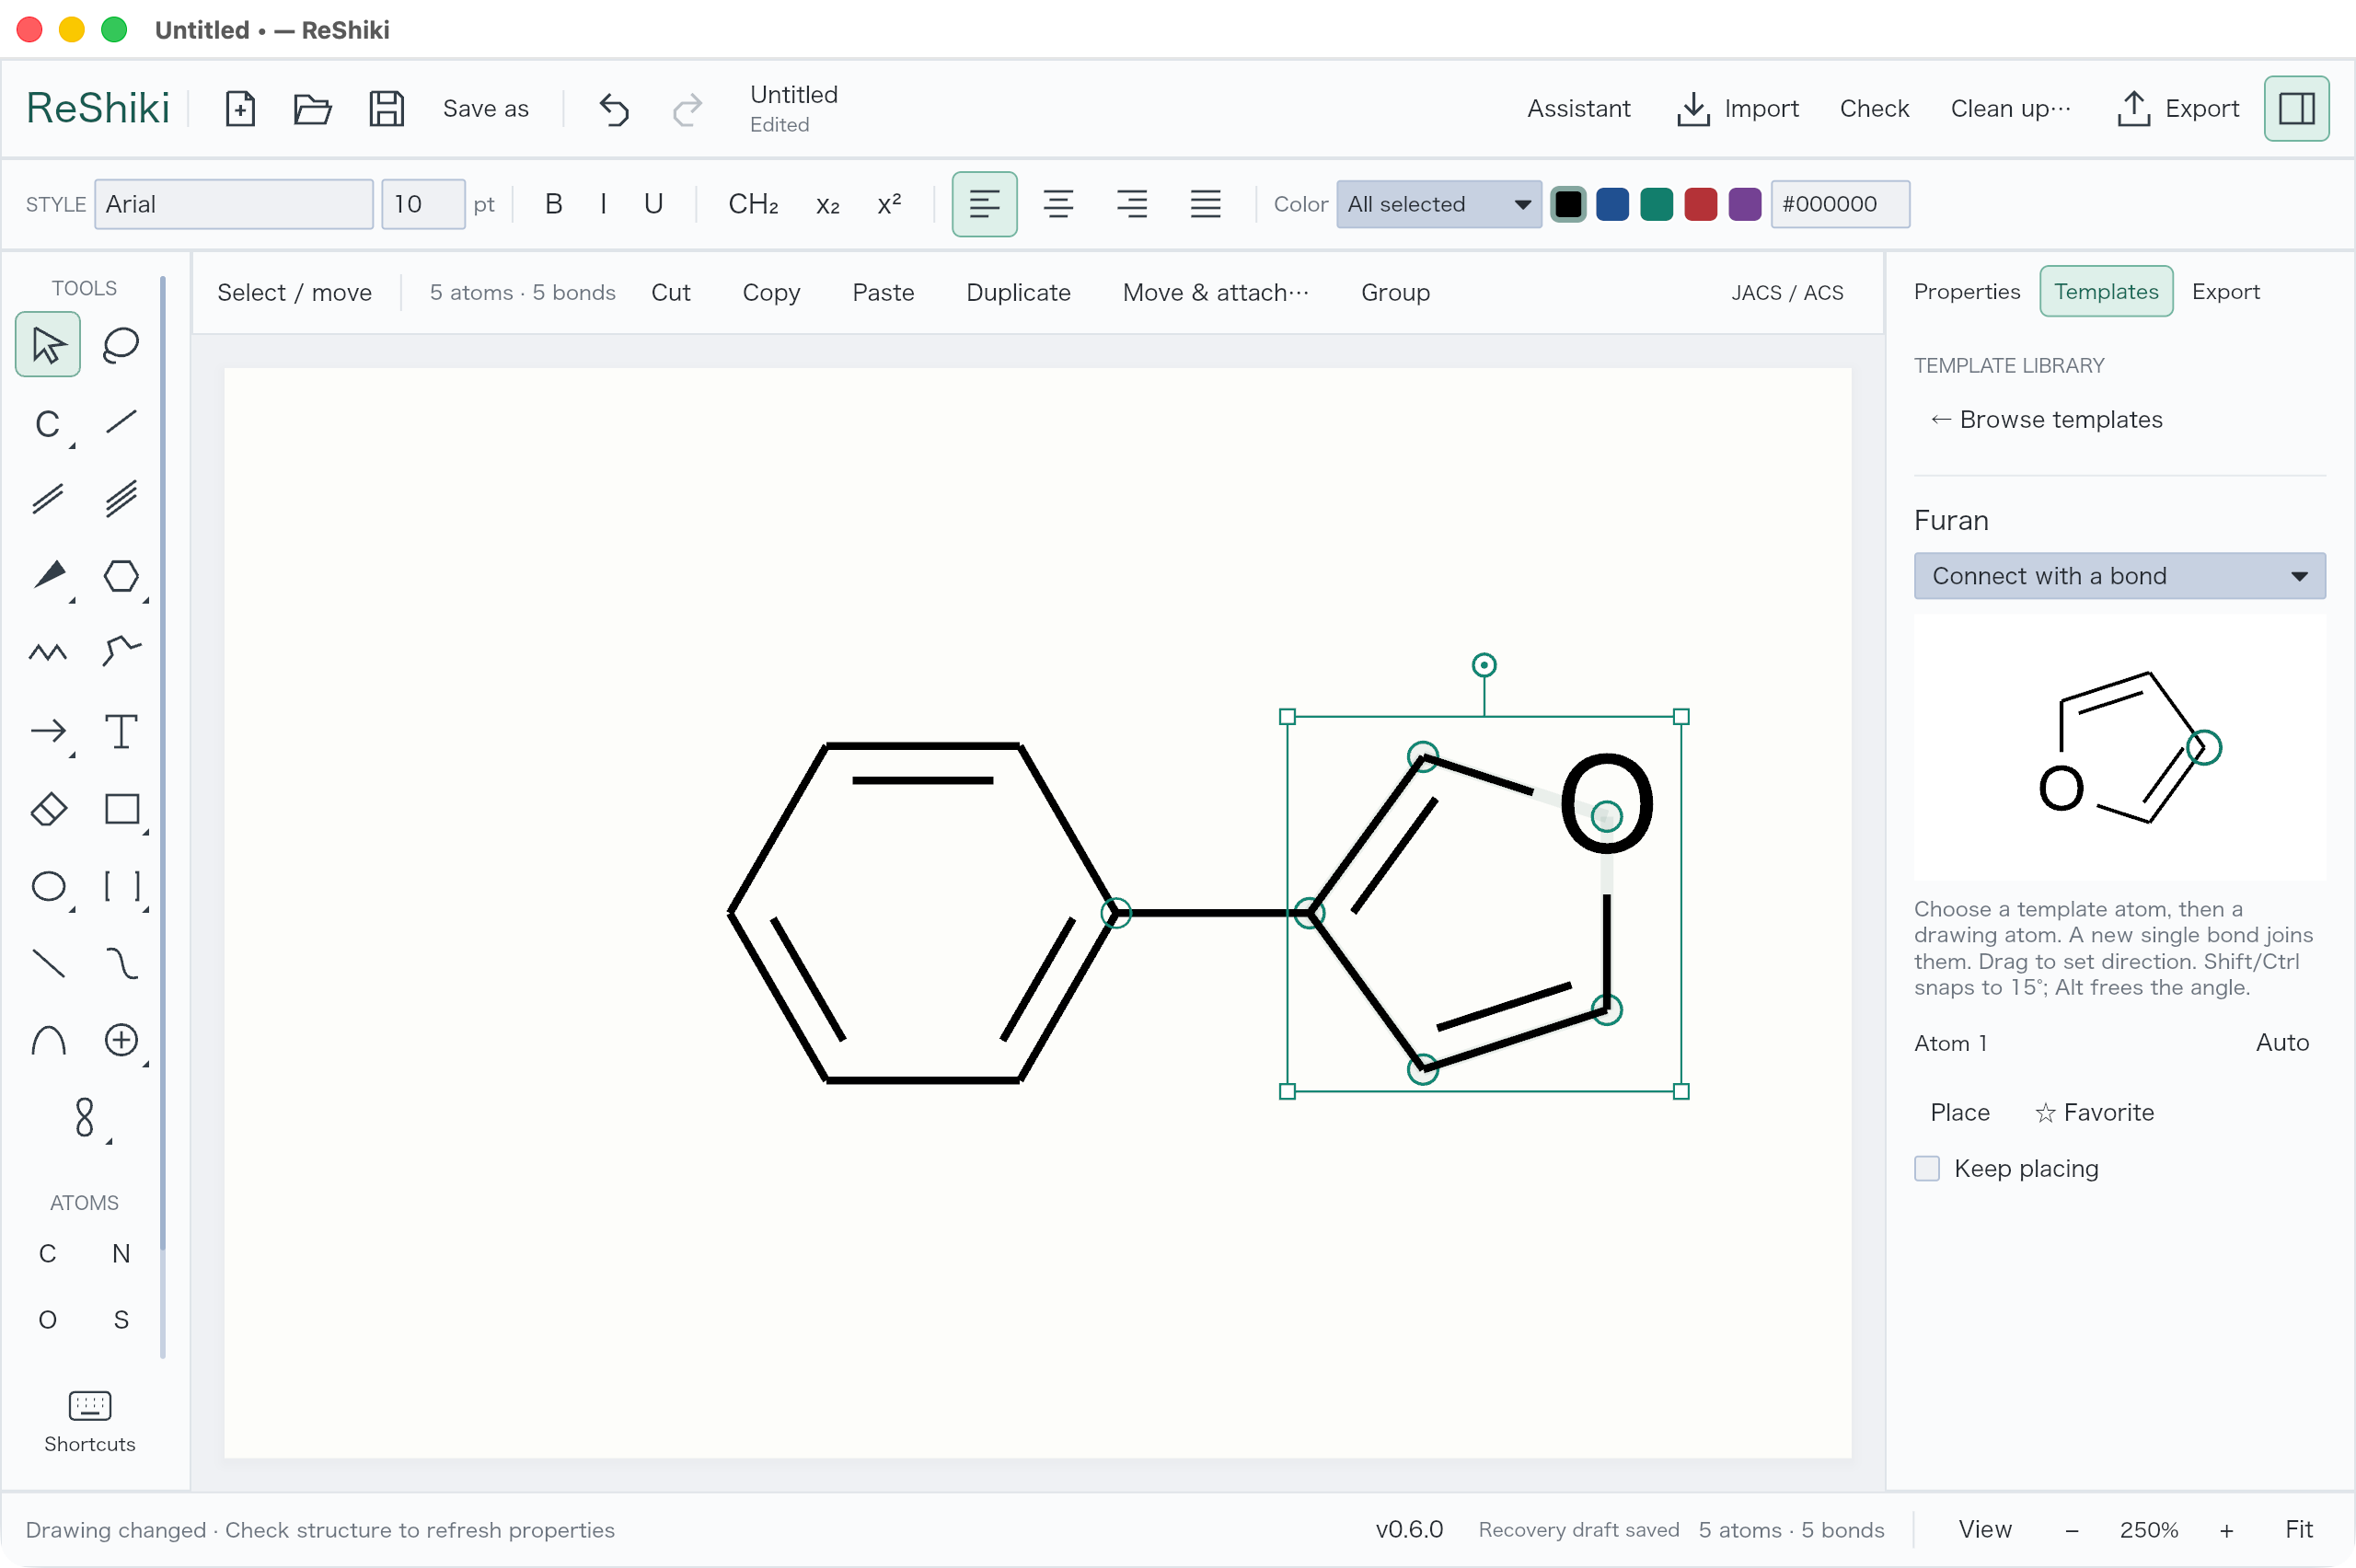 Untitled • — ReShiki
ReShiki
Save as
Untitled
Edited
Assistant
Import
Check
Clean up…
Export
STYLE
Arial
10
pt
B I U
CH₂ x₂ x²
Color
All selected
#000000
TOOLS
Select / move
5 atoms · 5 bonds
Cut
Copy
Paste
Duplicate
Move & attach…
Group
JACS / ACS
Properties
Templates
Export
C
T
[ ]
ATOMS
C N
O S
Shortcuts
O
TEMPLATE LIBRARY
← Browse templates
Furan
Connect with a bond
O
Choose a template atom, then a
drawing atom. A new single bond joins
them. Drag to set direction. Shift/Ctrl
snaps to 15°; Alt frees the angle.
Atom 1
Auto
Place
☆ Favorite
Keep placing
Drawing changed · Check structure to refresh properties
v0.6.0
Recovery draft saved
5 atoms · 5 bonds
View
− 250% +
Fit